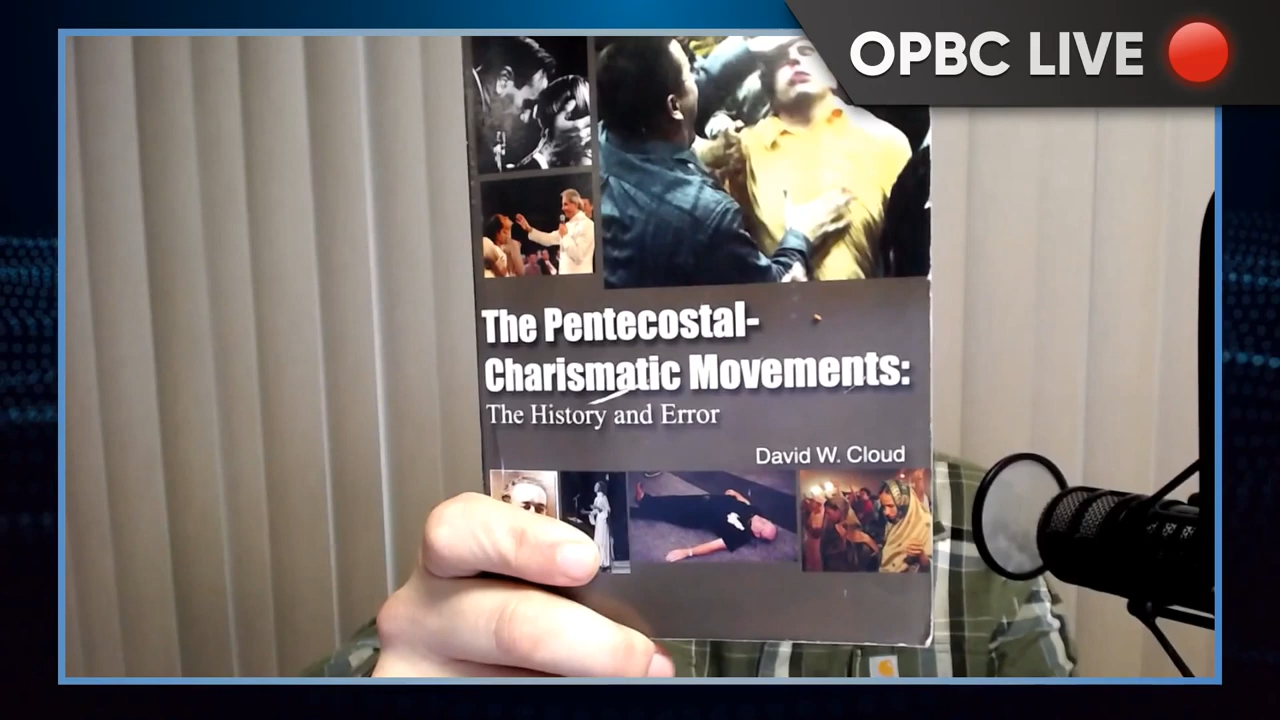 OPBC LIVE
The Pentecostal-
Charismatic Movements:
The History and Error
David W. Cloud